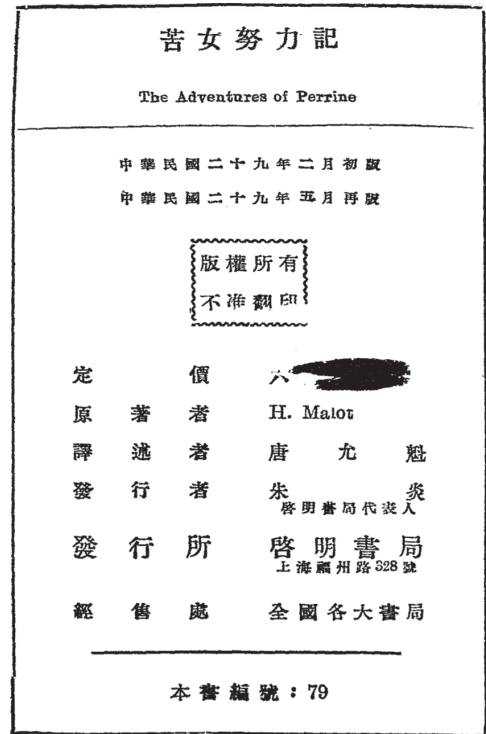 苦女努力記
The Adventures of Perrine
中華民國二十九年二月初版
中華民國二十九年五月再版
版權所有
不准翻印
定價 六
原著者 H. Malot
譯述者 唐允魁
發行者 朱炎
啓明書局代表人
發行所 啓明書局
上海福州路328號
經售處 全國各大書局
本書編號：79